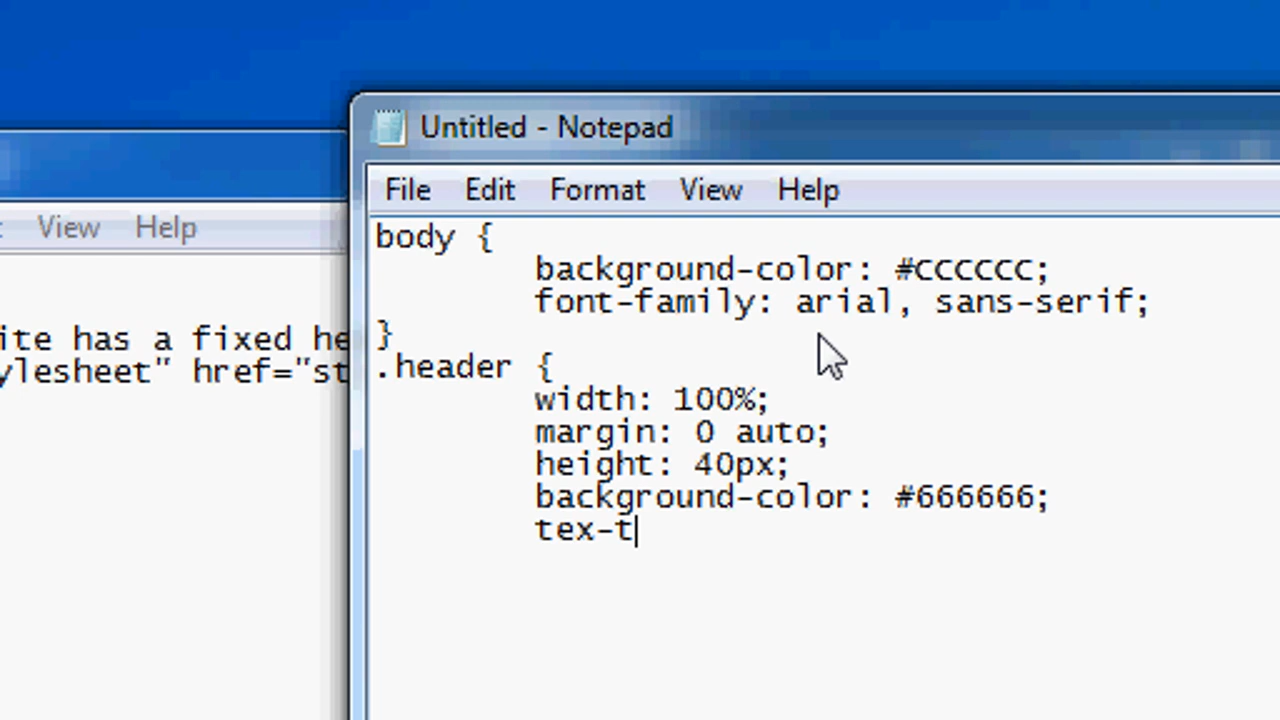 Untitled - Notepad
File Edit Format View Help
View Help
body {
background-color: #CCCCCC;
font-family: arial, sans-serif;
}
.header {
width: 100%;
margin: 0 auto;
height: 40px;
background-color: #666666;
tex-t
ite has a fixed he
ylesheet" href="st